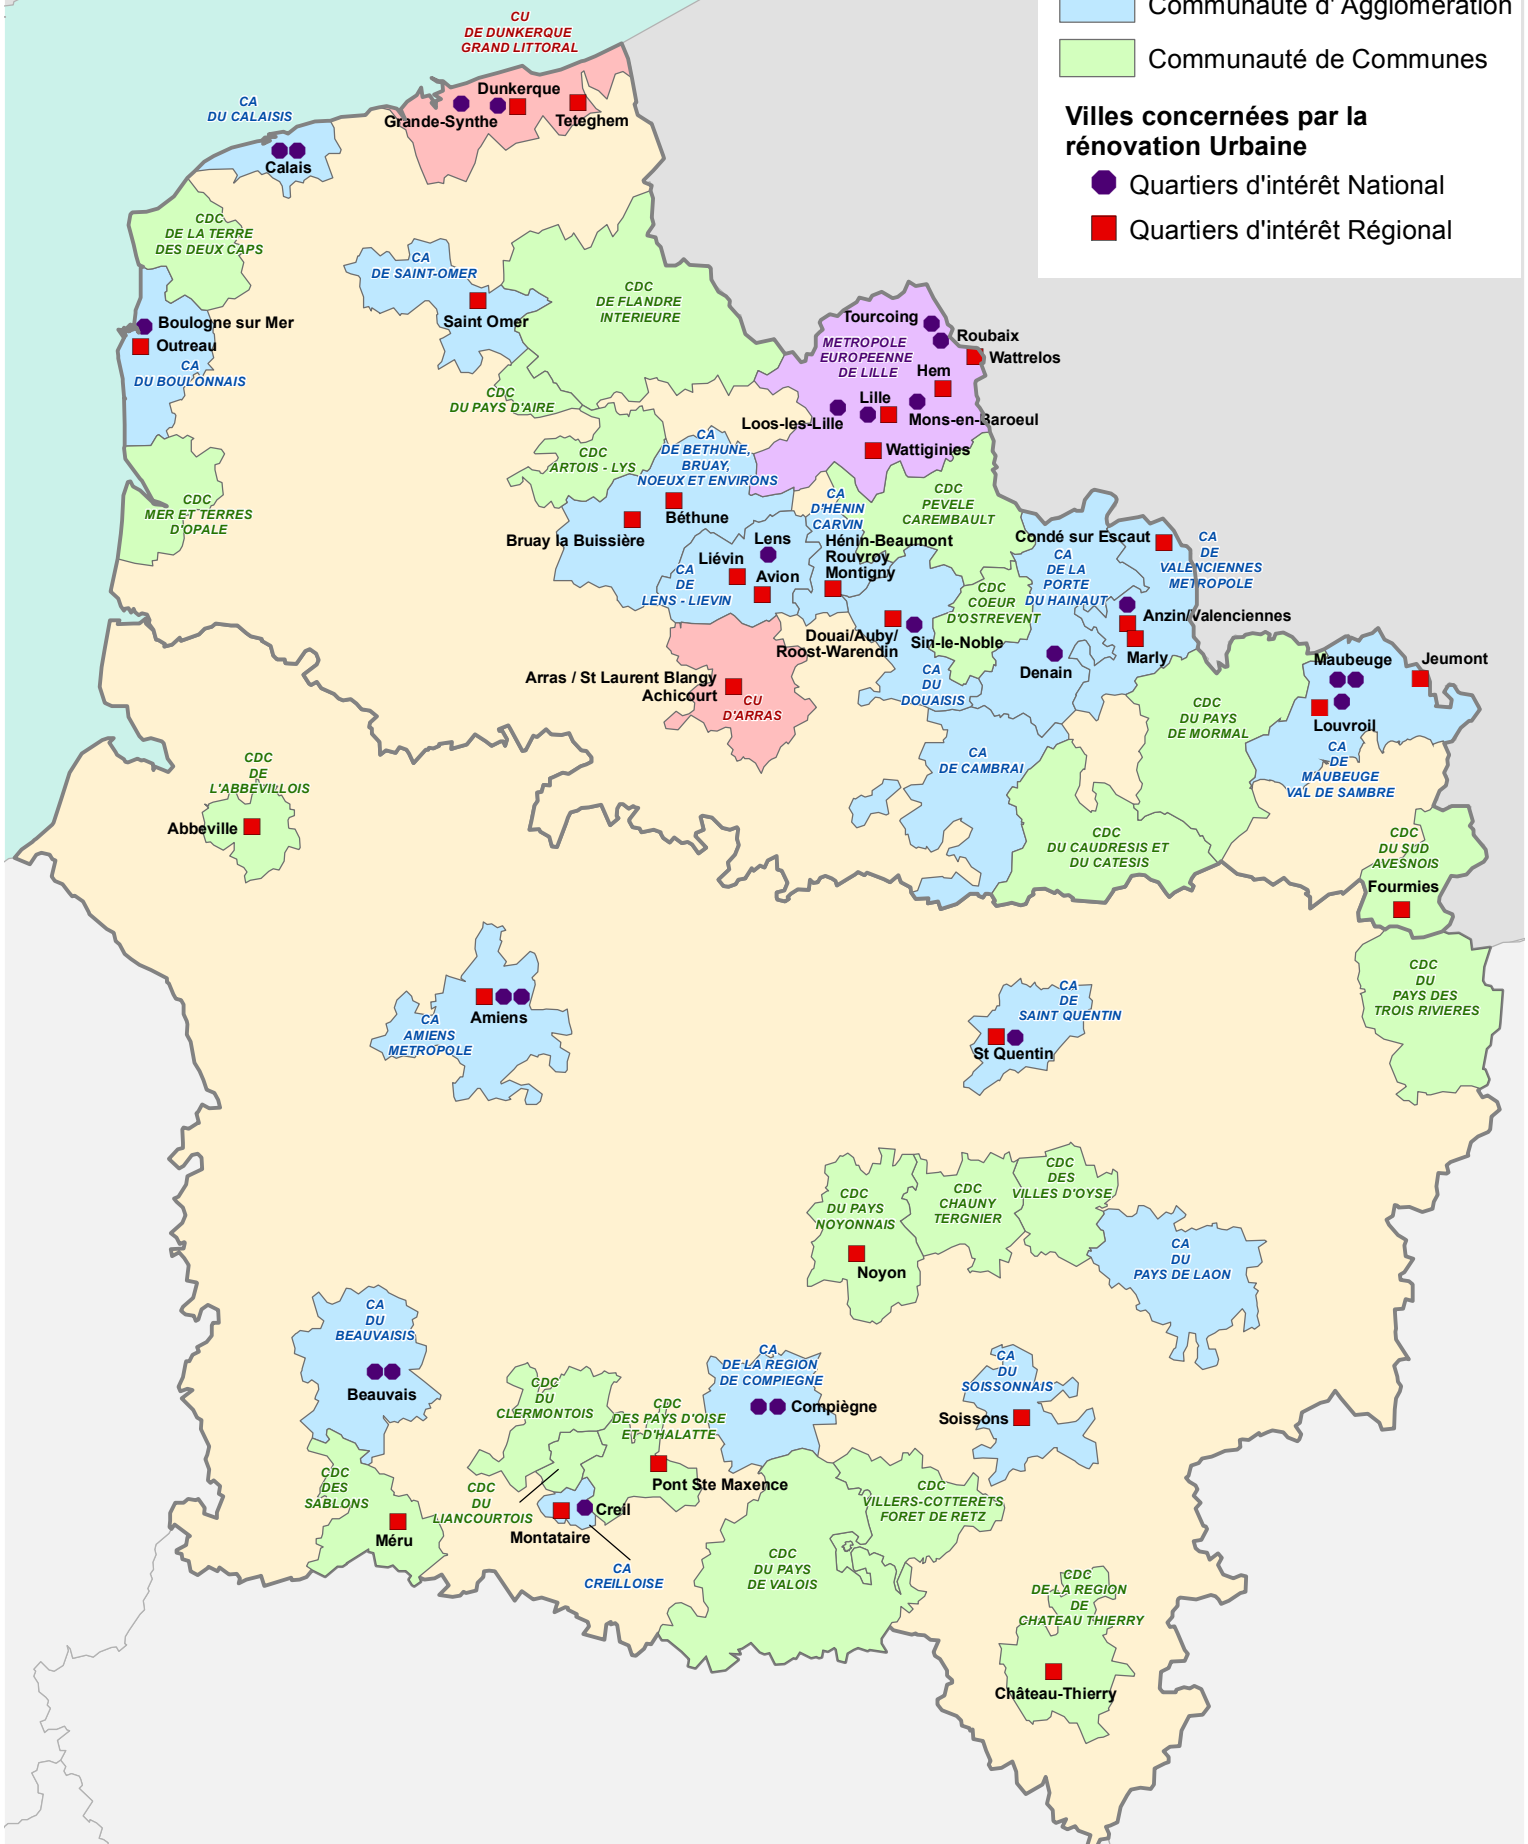 Communauté d'Agglomération
Communauté de Communes
Villes concernées par la
rénovation Urbaine
Quartiers d'intérêt National
Quartiers d'intérêt Régional
CU
DE DUNKERQUE
GRAND LITTORAL
Dunkerque
Grande-Synthe
Teteghem
CA
DU CALAISIS
Calais
CDC
DE LA TERRE
DES DEUX CAPS
CA
DE SAINT-OMER
Saint Omer
CDC
DE FLANDRE
INTERIEURE
Boulogne sur Mer
Outreau
CA
DU BOULONNAIS
CDC
DU PAYS D'AIRE
Tourcoing
Roubaix
METROPOLE
EUROPEENNE
DE LILLE
Wattrelos
Hem
Lille
Loos-les-Lille
Mons-en-Baroeul
Wattiginies
CDC
ARTOIS - LYS
CA
DE BETHUNE,
BRUAY,
NOEUX ET ENVIRONS
CDC
MER ET TERRES
D'OPALE
Béthune
Bruay la Buissière
CA
D'HENIN
CARVIN
CDC
PEVELE
CAREMBAULT
Lens
Liévin
Avion
CA
DE
LENS - LIEVIN
Hénin-Beaumont
Rouvroy
Montigny
Condé sur Escaut
CA
DE
VALENCIENNES
METROPOLE
CA
DE LA
PORTE
DU HAINAUT
CDC
COEUR
D'OSTREVENT
Anzin/Valenciennes
Marly
Douai/Auby/
Roost-Warendin
Sin-le-Noble
Denain
CA
DU
DOUAISIS
Arras / St Laurent Blangy
Achicourt
CU
D'ARRAS
Maubeuge
Jeumont
Louvroil
CDC
DU PAYS
DE MORMAL
CA
DE
MAUBEUGE
VAL DE SAMBRE
CA
DE CAMBRAI
CDC
DE
L'ABBEVILLOIS
Abbeville
CDC
DU CAUDRESIS ET
DU CATESIS
CDC
DU SUD
AVESNOIS
Fourmies
CDC
DU
PAYS DES
TROIS RIVIERES
Amiens
CA
AMIENS
METROPOLE
CA
DE
SAINT QUENTIN
St Quentin
CDC
DU PAYS
NOYONNAIS
Noyon
CDC
CHAUNY
TERGNIER
CDC
DES
VILLES D'OYSE
CA
DU
PAYS DE LAON
CA
DU
BEAUVAISIS
Beauvais
CDC
DU
CLERMONTOIS
CDC
DES PAYS D'OISE
ET D'HALATTE
Pont Ste Maxence
CA
DE LA REGION
DE COMPIEGNE
Compiègne
CA
DU
SOISSONNAIS
Soissons
CDC
DES
SABLONS
Méru
CDC
DU
LIANCOURTOIS
Creil
Montataire
CA
CREILLOISE
CDC
VILLERS-COTTERETS
FORET DE RETZ
CDC
DU PAYS
DE VALOIS
CDC
DE LA REGION
DE
CHATEAU THIERRY
Château-Thierry